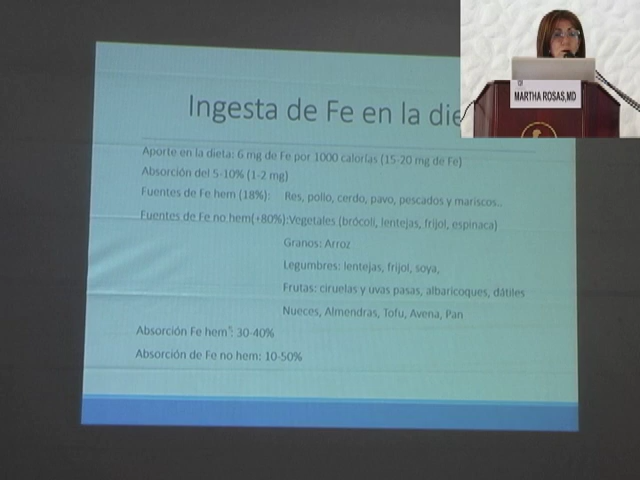 Ingesta de Fe en la die
MARTHA ROSAS,MD
Aporte en la dieta: 6 mg de Fe por 1000 calorías (15-20 mg de Fe)
Absorción del 5-10% (1-2 mg)
Fuentes de Fe hem (18%): Res, pollo, cerdo, pavo, pescados y mariscos..
Fuentes de Fe no hem(+80%):Vegetales (brócoli, lentejas, frijol, espinaca)
Granos: Arroz
Legumbres: lentejas, frijol, soya,
Frutas: ciruelas y uvas pasas, albaricoques, dátiles
Nueces, Almendras, Tofu, Avena, Pan
Absorción Fe hem: 30-40%
Absorción de Fe no hem: 10-50%